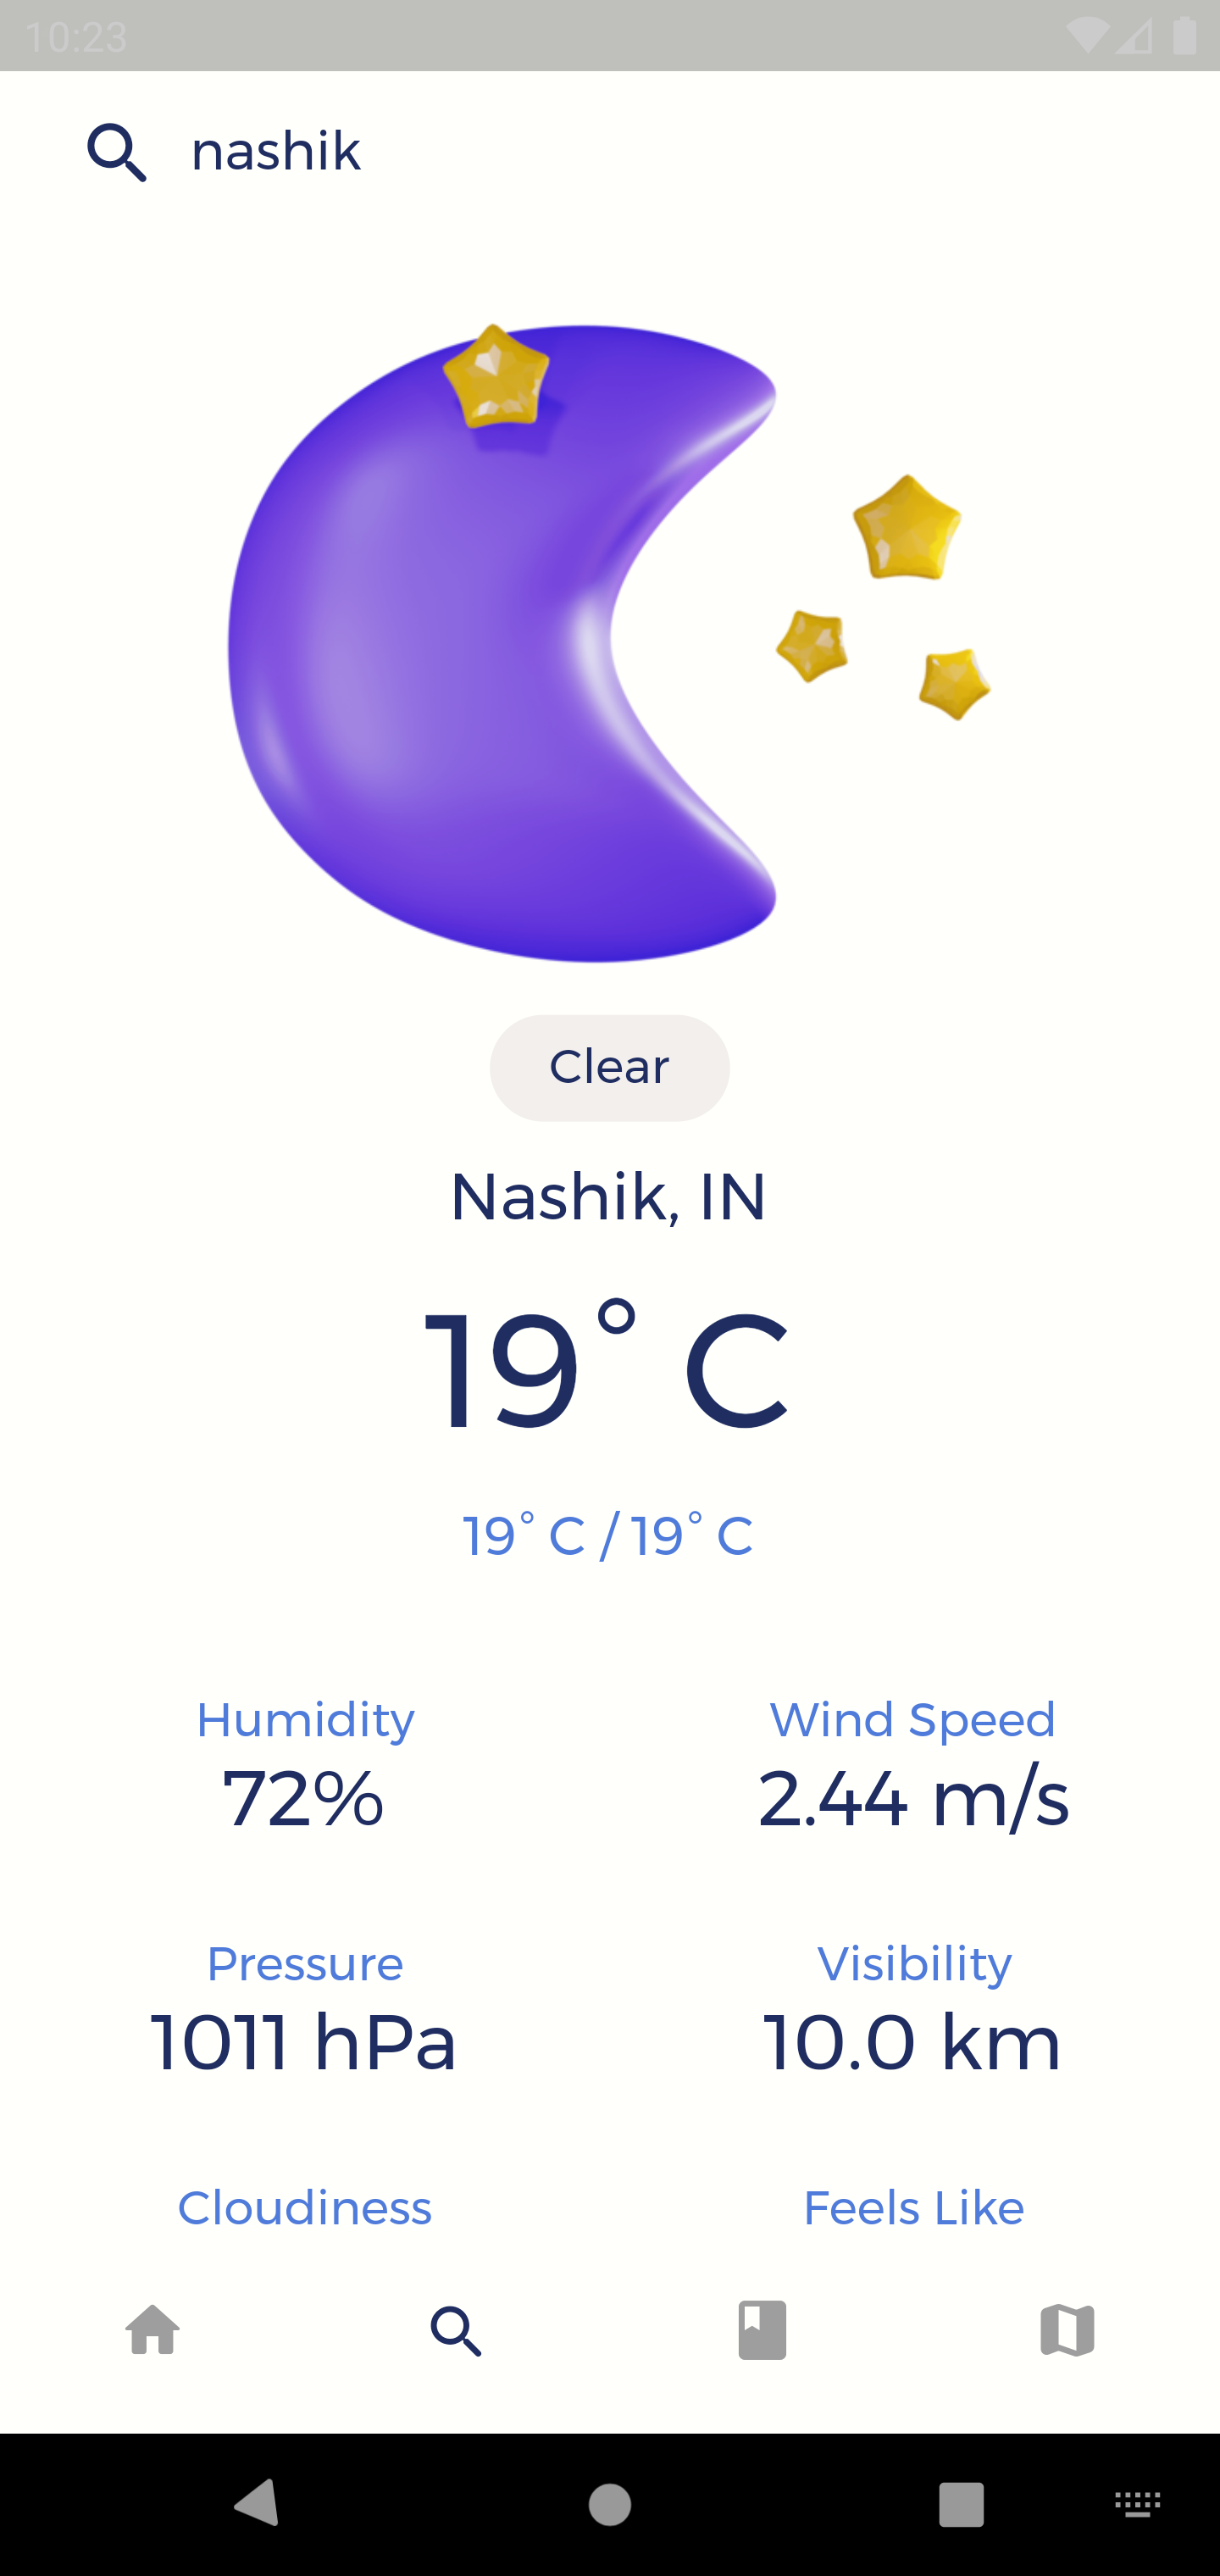 10:23
nashik
Clear
Nashik, IN
19° C
19° C / 19° C
Humidity
Wind Speed
72%
2.44 m/s
Pressure
Visibility
1011 hPa
10.0 km
Cloudiness
Feels Like